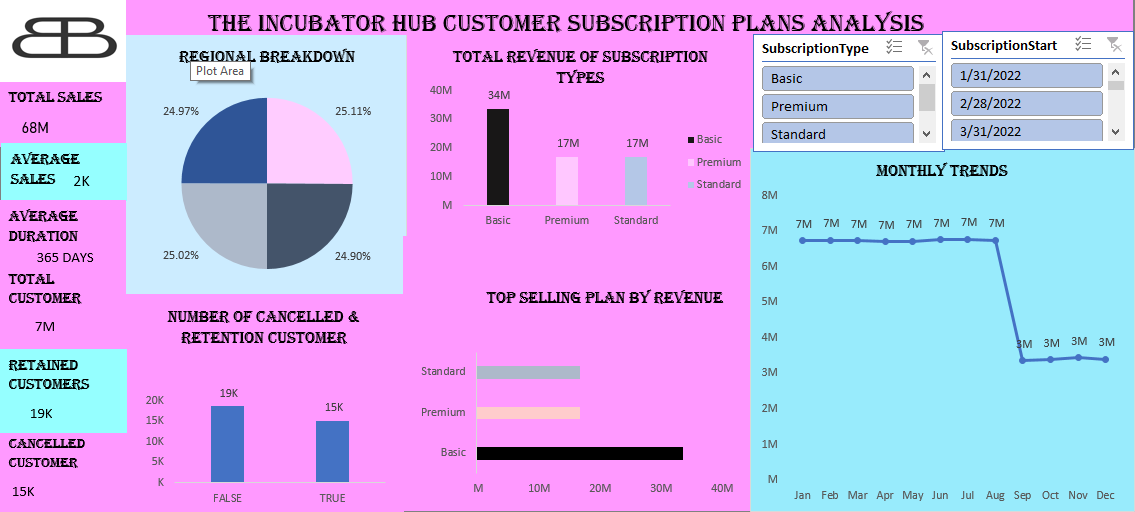 THE INCUBATOR HUB CUSTOMER SUBSCRIPTION PLANS ANALYSIS
TOTAL SALES
68M
AVERAGE
SALES
2K
AVERAGE
DURATION
365 DAYS
TOTAL
CUSTOMER
7M
RETAINED
CUSTOMERS
19K
CANCELLED
CUSTOMER
15K
REGIONAL BREAKDOWN
Plot Area
24.97%
25.11%
25.02%
24.90%
NUMBER OF CANCELLED &
RETENTION CUSTOMER
20K
15K
10K
5K
K
19K
15K
FALSE
TRUE
TOTAL REVENUE OF SUBSCRIPTION
TYPES
40M
30M
20M
10M
M
34M
17M
17M
Basic
Premium
Standard
Basic
Premium
Standard
TOP SELLING PLAN BY REVENUE
Standard
Premium
Basic
M
10M
20M
30M
40M
SubscriptionType
Basic
Premium
Standard
SubscriptionStart
1/31/2022
2/28/2022
3/31/2022
MONTHLY TRENDS
8M
7M
6M
5M
4M
3M
2M
1M
M
7M 7M 7M 7M 7M 7M 7M 7M
3M 3M 3M 3M
Jan Feb Mar Apr May Jun Jul Aug Sep Oct Nov Dec